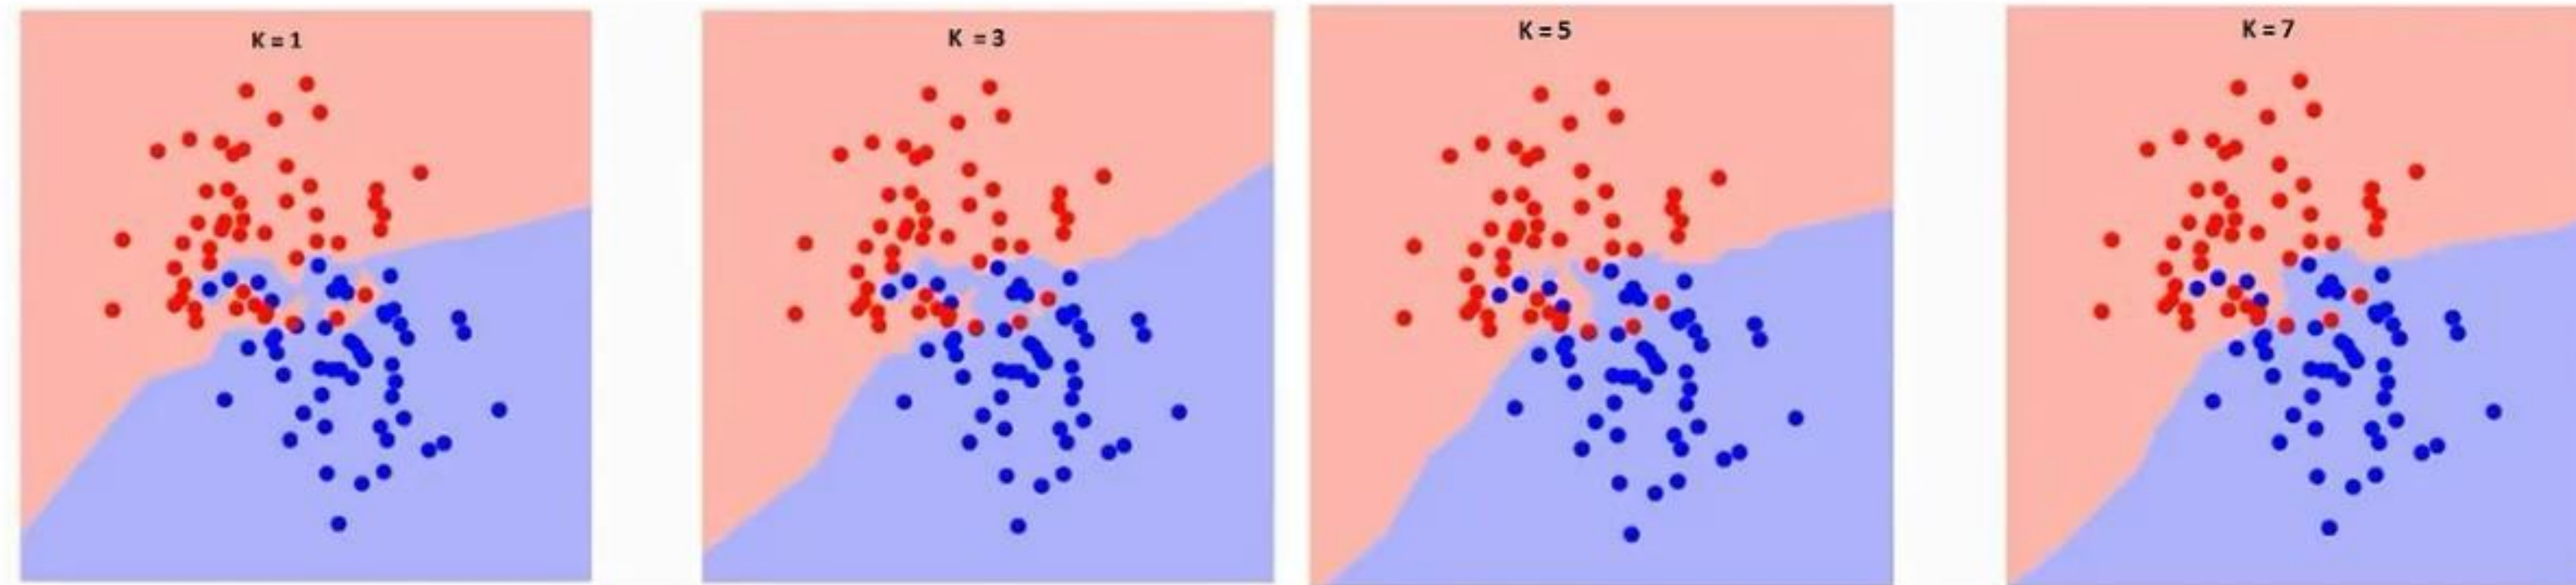 K = 1
K = 3
K = 5
K = 7